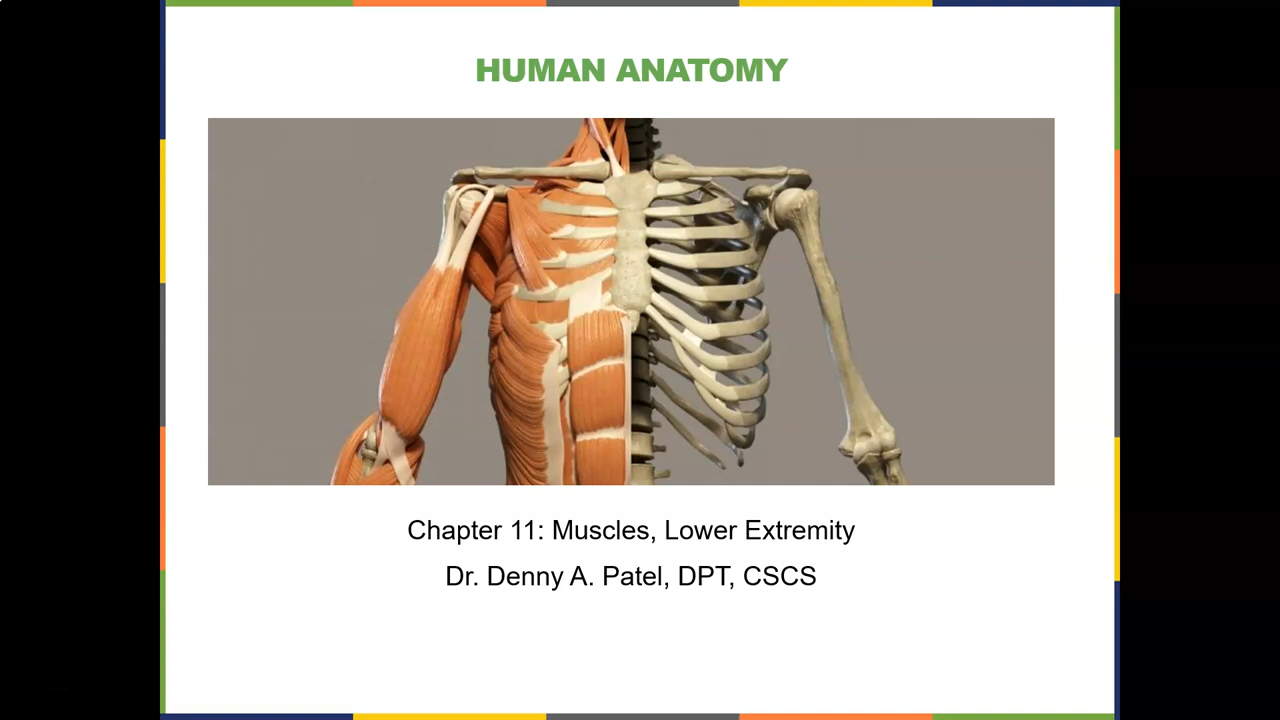 HUMAN ANATOMY
Chapter 11: Muscles, Lower Extremity
Dr. Denny A. Patel, DPT, CSCS